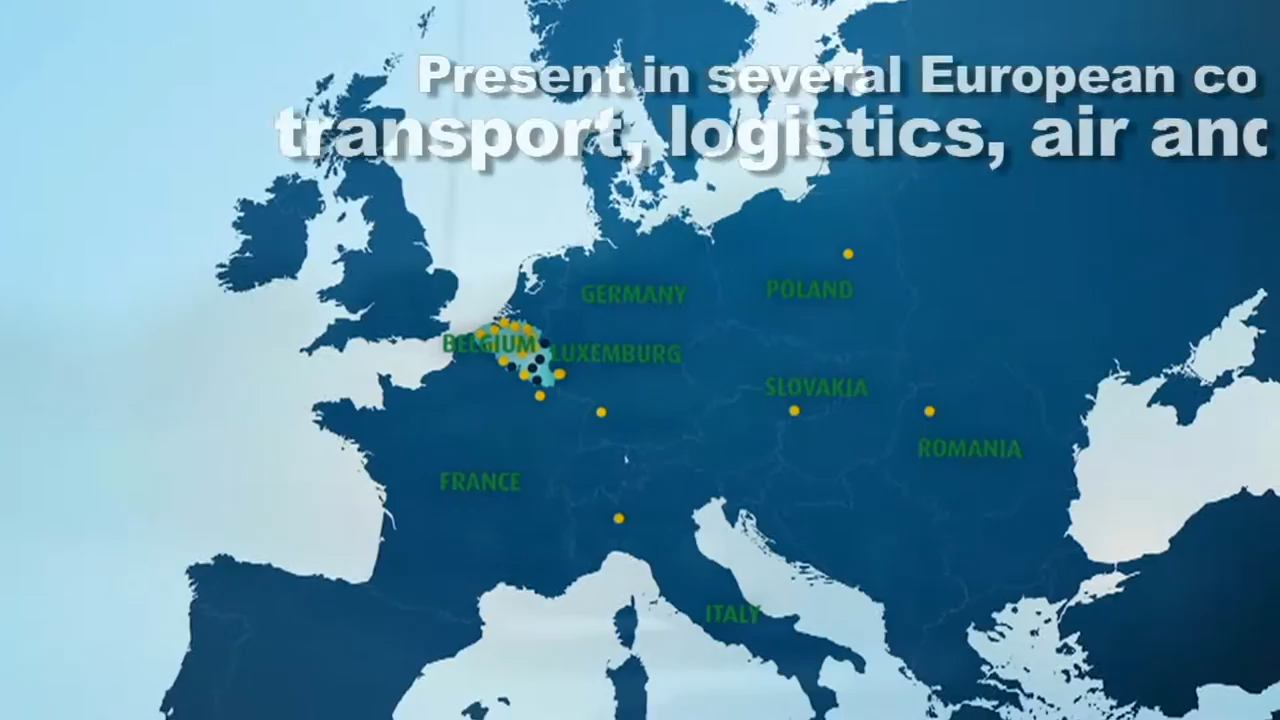 Present in several European co
transport, logistics, air and
GERMANY
POLAND
BELGIUM
LUXEMBURG
SLOVAKIA
ROMANIA
FRANCE
ITALY